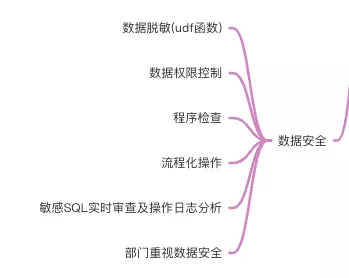 数据脱敏(udf函数)
数据权限控制
程序检查
流程化操作
敏感SQL实时审查及操作日志分析
部门重视数据安全
数据安全